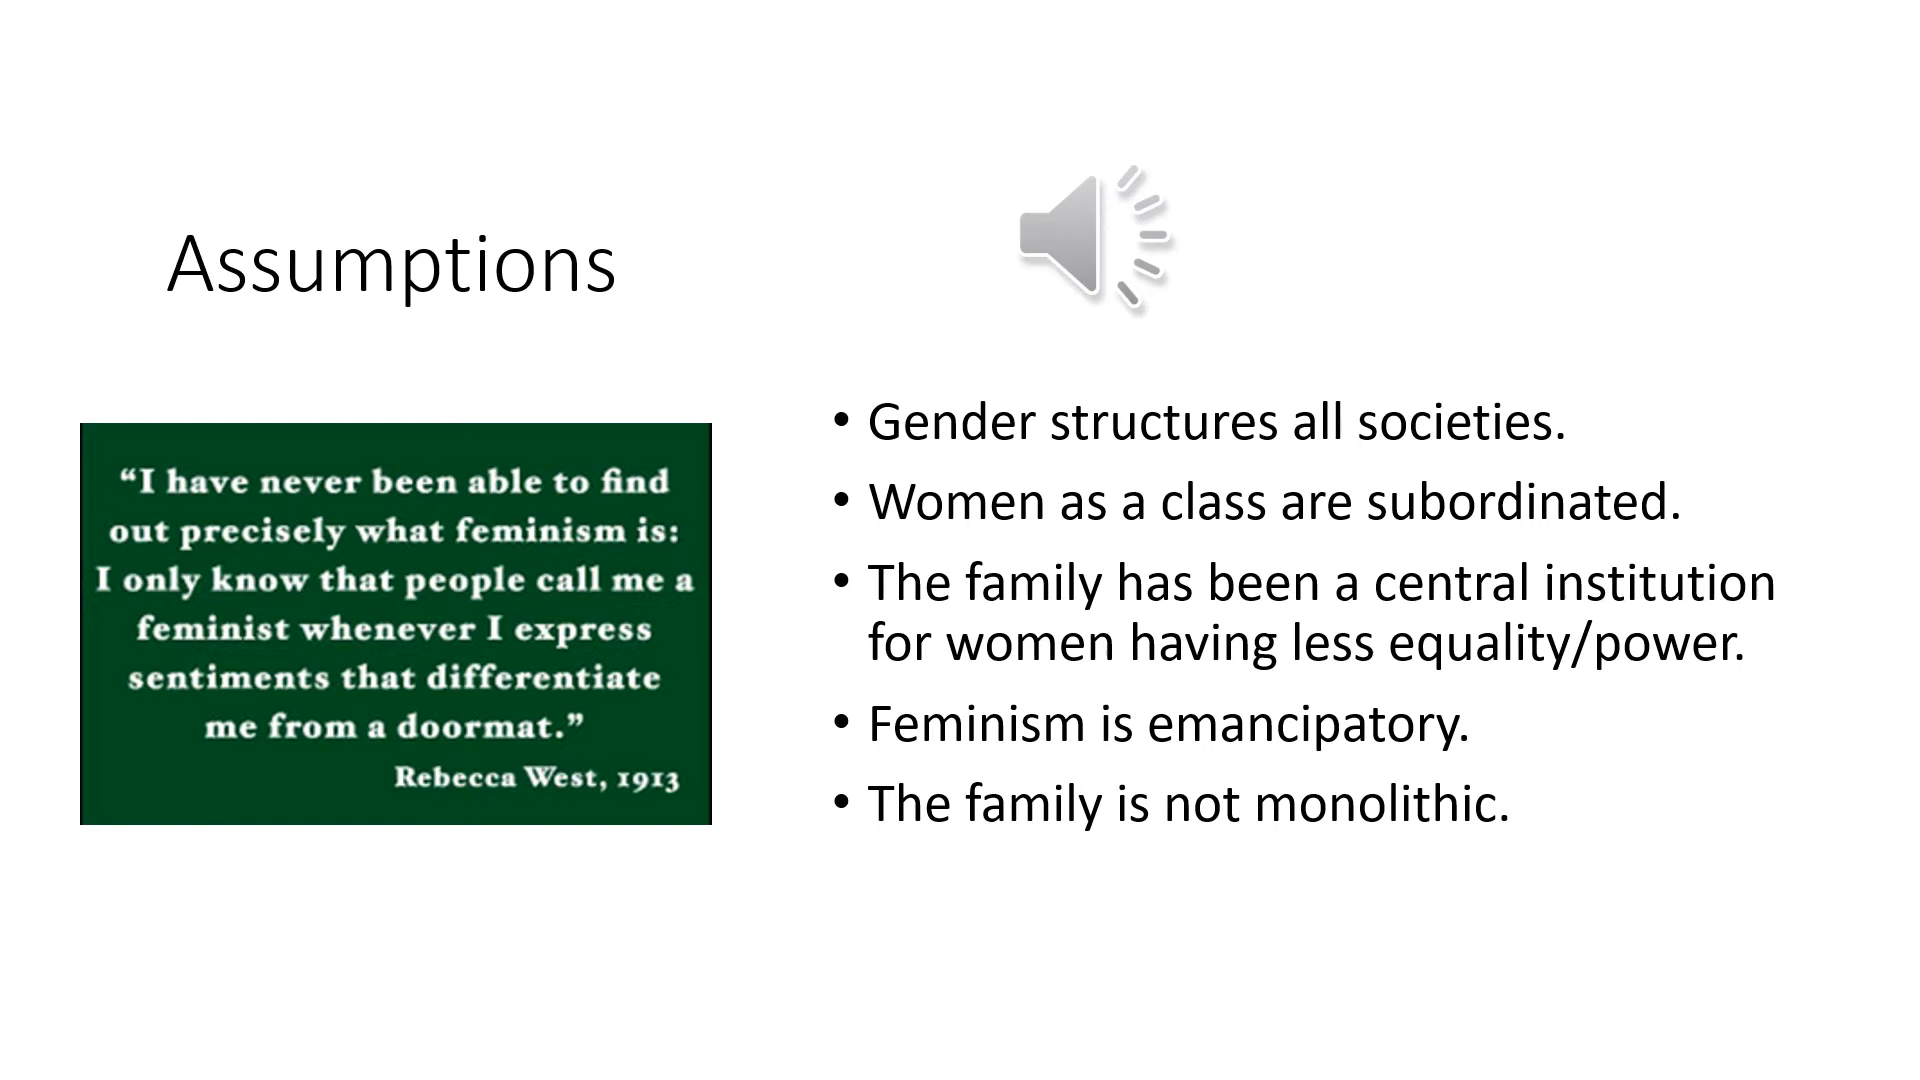 Assumptions
“I have never been able to find
out precisely what feminism is:
I only know that people call me a
feminist whenever I express
sentiments that differentiate
me from a doormat.”
Rebecca West, 1913
• Gender structures all societies.
• Women as a class are subordinated.
• The family has been a central institution
for women having less equality/power.
• Feminism is emancipatory.
• The family is not monolithic.